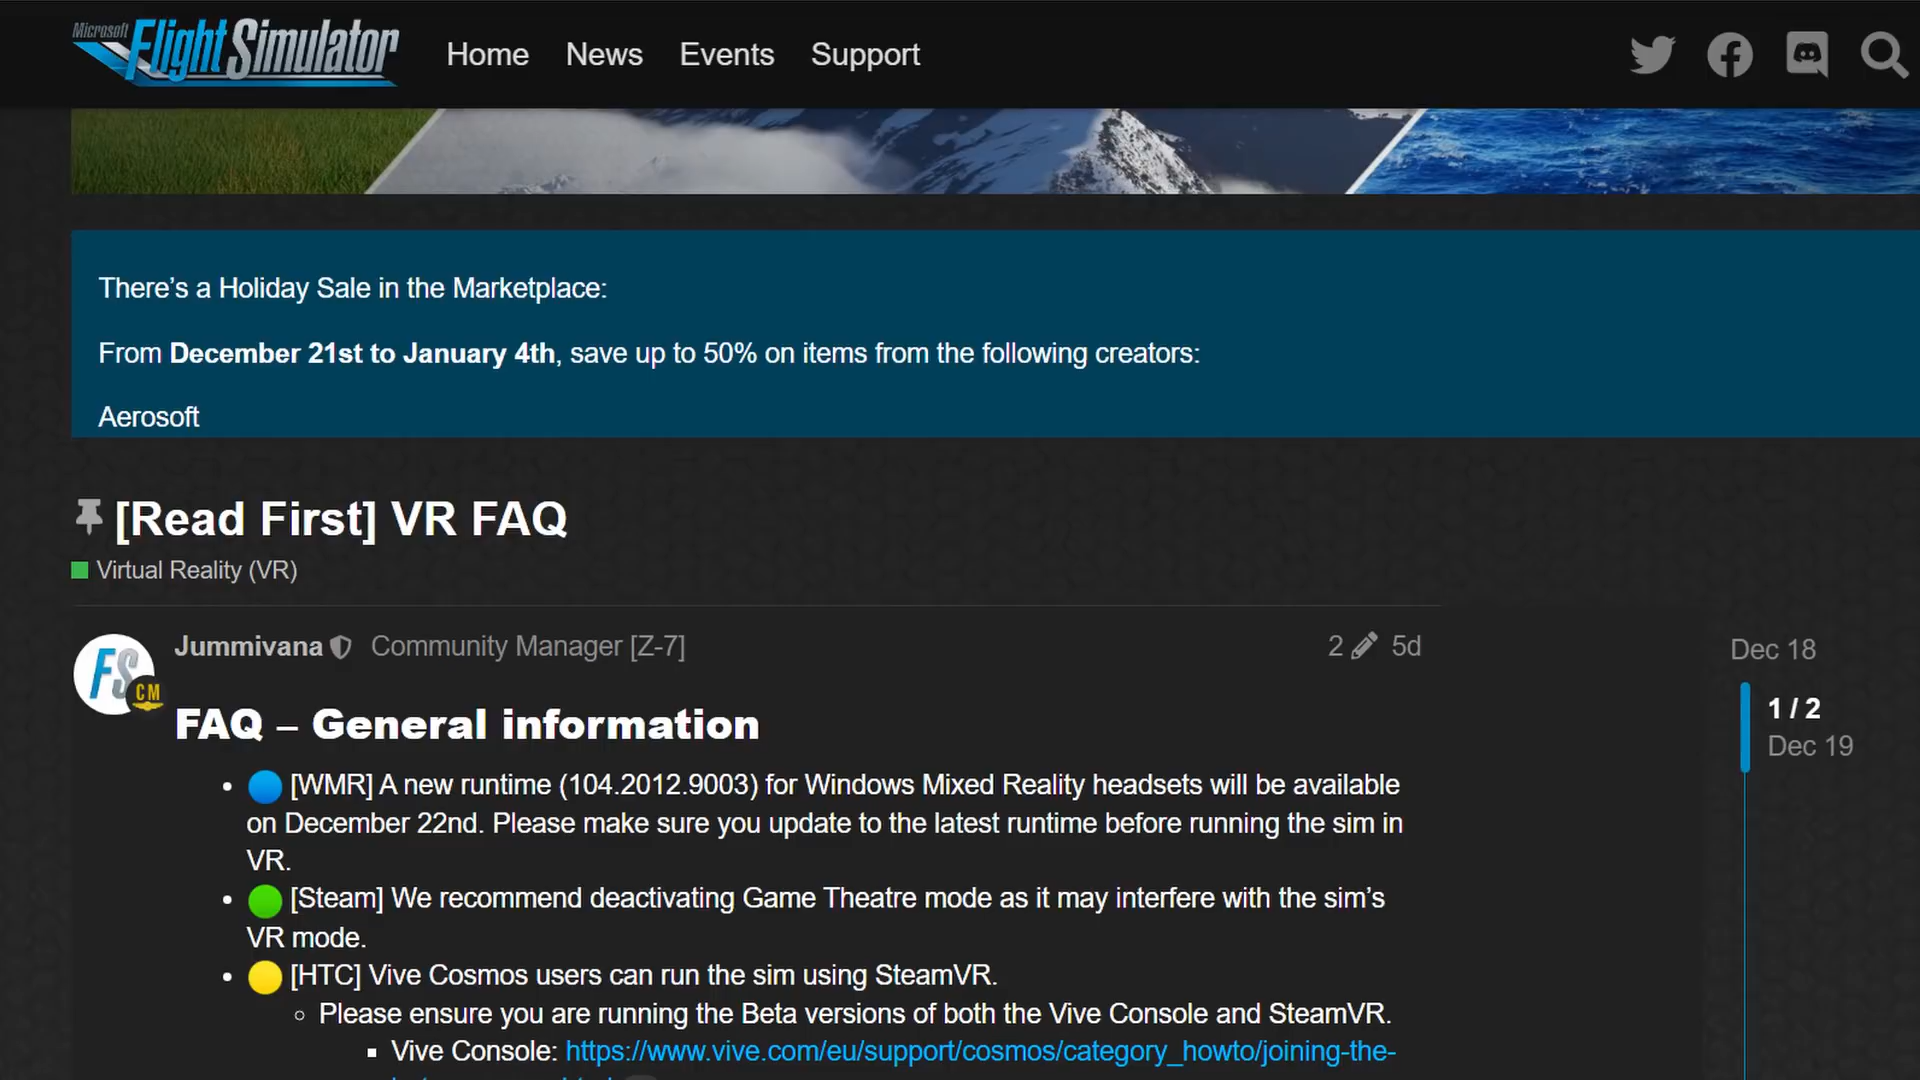 Microsoft
Flight Simulator
Home News Events Support
There's a Holiday Sale in the Marketplace:
From December 21st to January 4th, save up to 50% on items from the following creators:
Aerosoft
[Read First] VR FAQ
Virtual Reality (VR)
FS
CM
Jummivana Community Manager [Z-7] 2 5d
Dec 18
1 / 2
Dec 19
FAQ – General information
• [WMR] A new runtime (104.2012.9003) for Windows Mixed Reality headsets will be available
on December 22nd. Please make sure you update to the latest runtime before running the sim in
VR.
• [Steam] We recommend deactivating Game Theatre mode as it may interfere with the sim's
VR mode.
• [HTC] Vive Cosmos users can run the sim using SteamVR.
◦ Please ensure you are running the Beta versions of both the Vive Console and SteamVR.
▪ Vive Console: https://www.vive.com/eu/support/cosmos/category_howto/joining-the-